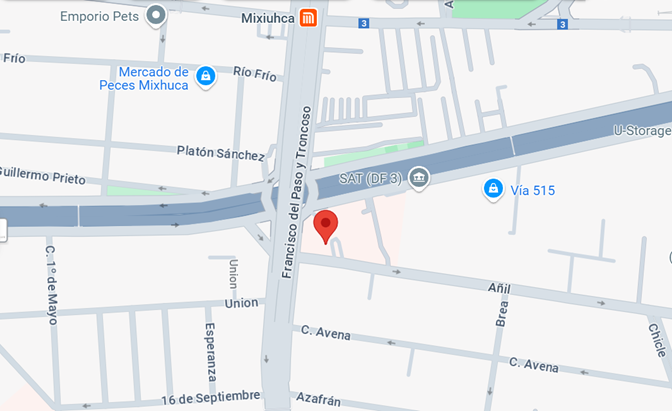 Emporio Pets
Mixiuhca
3
3
Frío
Mercado de
Peces Mixhuca
Río Frío
U-Storage
Francisco del Paso y Troncoso
Platón Sánchez
SAT (DF 3)
Guillermo Prieto
Vía 515
C. 1° de Mayo
Union
Añil
Union
Brea
C. Avena
Chicle
Esperanza
C. Avena
16 de Septiembre
Azafrán